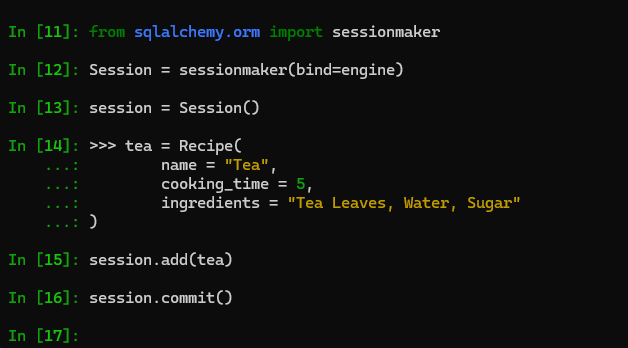 In [11]: from sqlalchemy.orm import sessionmaker
In [12]: Session = sessionmaker(bind=engine)
In [13]: session = Session()
In [14]: >>> tea = Recipe(
    ...:         name = "Tea",
    ...:         cooking_time = 5,
    ...:         ingredients = "Tea Leaves, Water, Sugar"
    ...: )
In [15]: session.add(tea)
In [16]: session.commit()
In [17]: